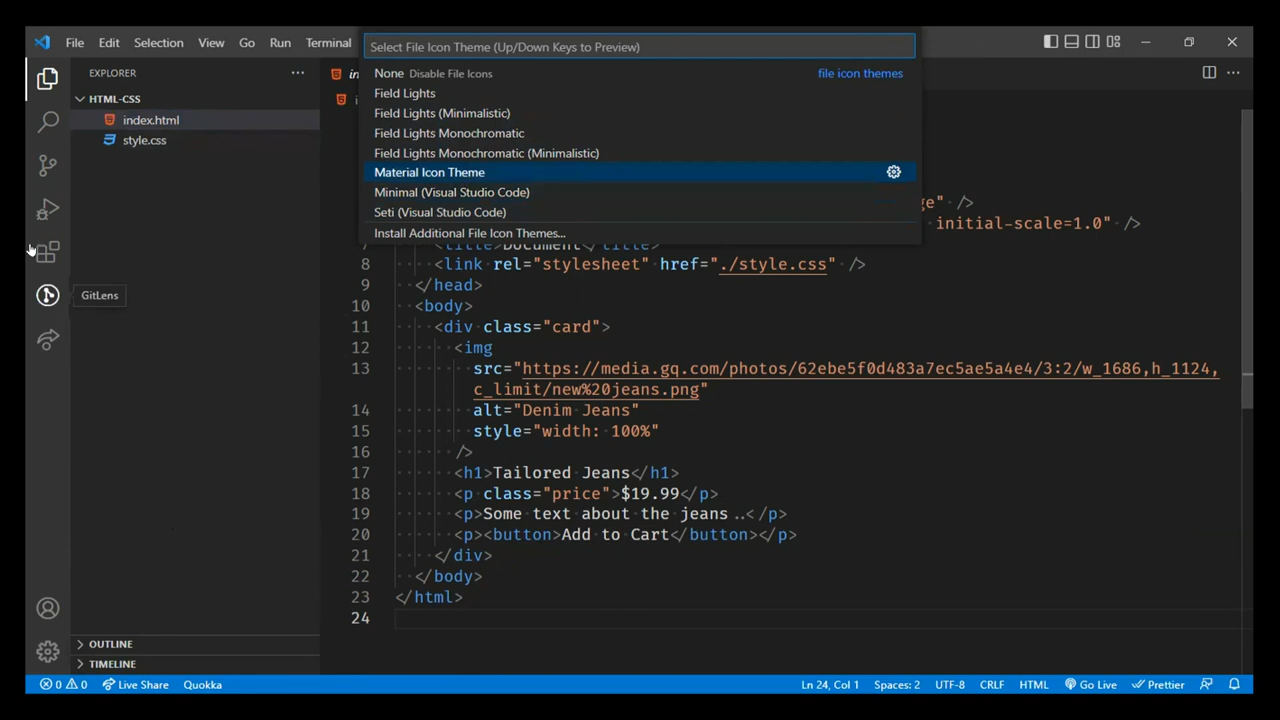 File Edit Selection View Go Run Terminal
Select File Icon Theme (Up/Down Keys to Preview)
None Disable File Icons file icon themes
Field Lights
Field Lights (Minimalistic)
Field Lights Monochromatic
Field Lights Monochromatic (Minimalistic)
Material Icon Theme
Minimal (Visual Studio Code)
Seti (Visual Studio Code)
Install Additional File Icon Themes...
EXPLORER
HTML-CSS
index.html
style.css
GitLens
OUTLINE
TIMELINE
initial-scale=1.0" />
8 <link rel="stylesheet" href="./style.css" />
9 </head>
10 <body>
11 <div class="card">
12 <img
13 src="https://media.gq.com/photos/62ebe5f0d483a7ec5ae5a4e4/3:2/w_1686,h_1124,
c_limit/new%20jeans.png"
14 alt="Denim Jeans"
15 style="width: 100%"
16 />
17 <h1>Tailored Jeans</h1>
18 <p class="price">$19.99</p>
19 <p>Some text about the jeans..</p>
20 <p><button>Add to Cart</button></p>
21 </div>
22 </body>
23 </html>
24
0 0 Live Share Quokka Ln 24, Col 1 Spaces: 2 UTF-8 CRLF HTML Go Live Prettier